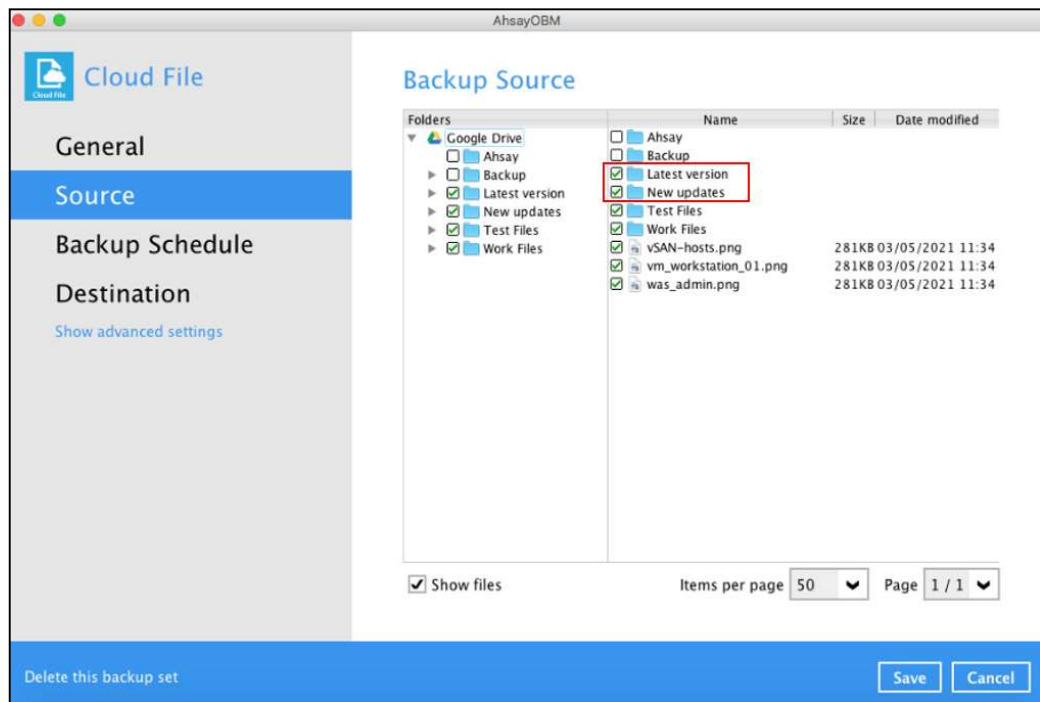 AhsayOBM
Cloud File
Cloud File
General
Source
Backup Schedule
Destination
Show advanced settings
Backup Source
Folders
Google Drive
Ahsay
Backup
Latest version
New updates
Test Files
Work Files
Name Size Date modified
Ahsay
Backup
Latest version
New updates
Test Files
Work Files
vSAN-hosts.png 281KB 03/05/2021 11:34
vm_workstation_01.png 281KB 03/05/2021 11:34
was_admin.png 281KB 03/05/2021 11:34
Show files Items per page 50 Page 1 / 1
Delete this backup set Save Cancel